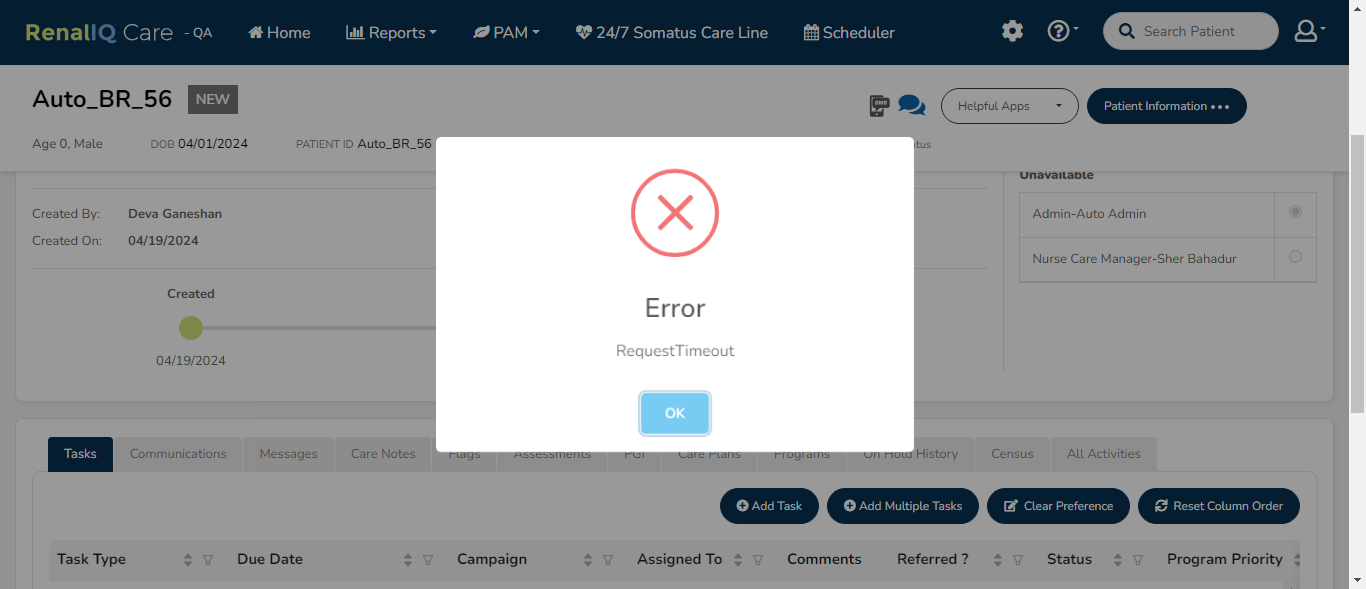 RenalIQ Care - QA Home Reports PAM 24/7 Somatus Care Line Scheduler Search Patient
Auto_BR_56 NEW
SMS Helpful Apps Patient Information
Age 0, Male DOB 04/01/2024 PATIENT ID Auto_BR_56
Unavailable
Created By: Deva Ganeshan
Admin-Auto Admin
Created On: 04/19/2024
Nurse Care Manager-Sher Bahadur
Created
04/19/2024
Error
RequestTimeout
OK
Tasks Communications Messages Care Notes Flags Assessments PGI Care Plans Programs On Hold History Census All Activities
Add Task Add Multiple Tasks Clear Preference Reset Column Order
Task Type Due Date Campaign Assigned To Comments Referred ? Status Program Priority